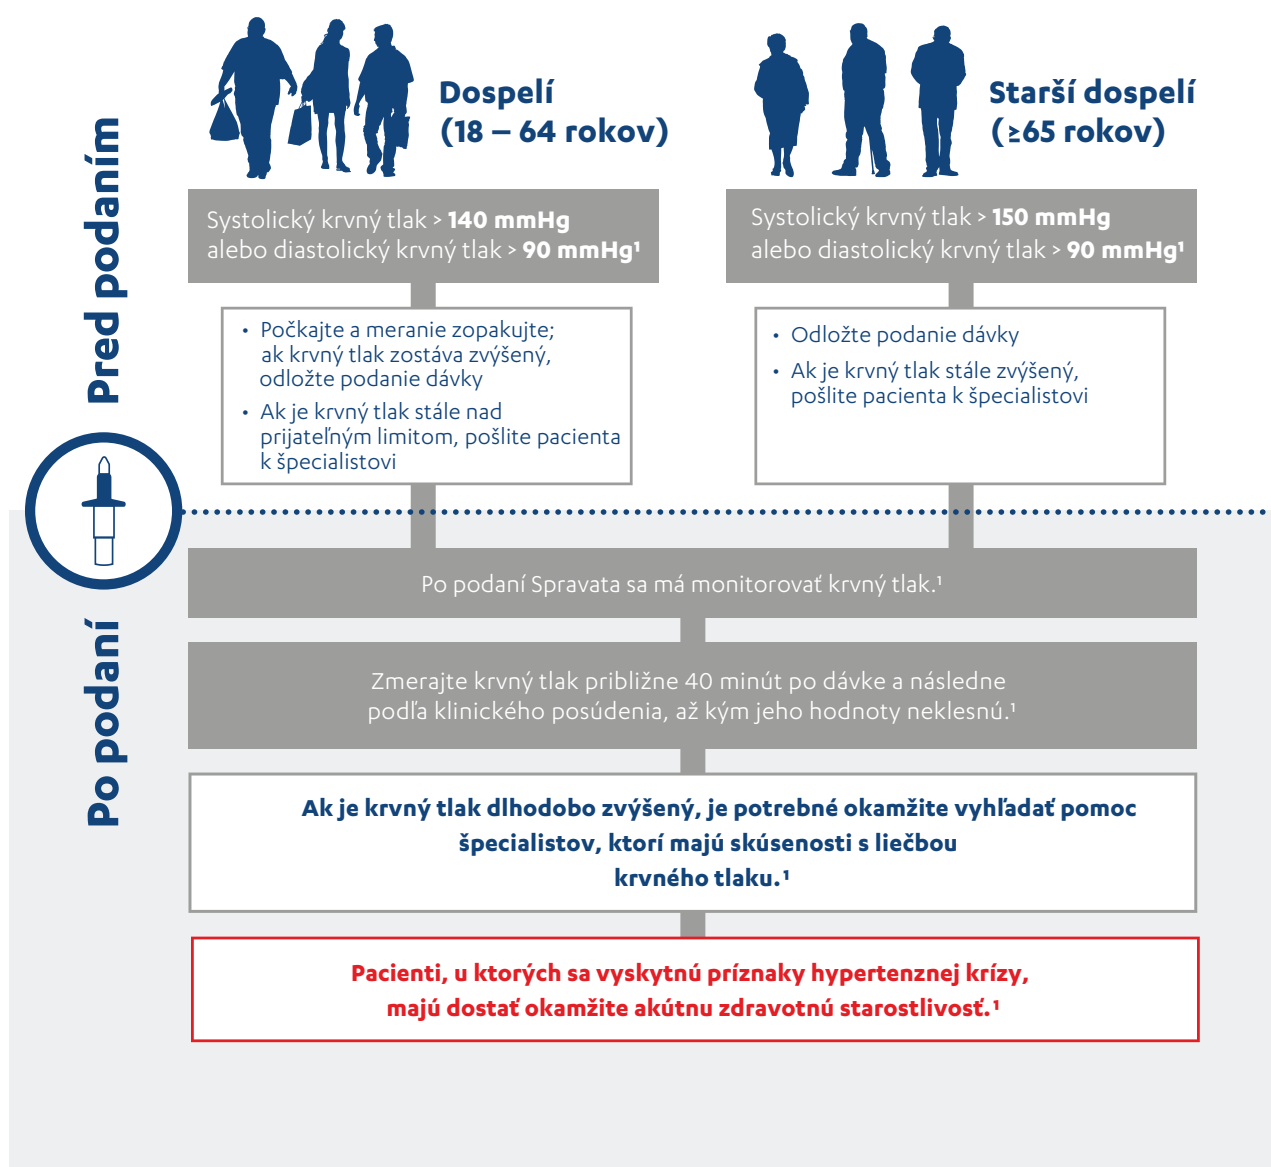 Pred podaním
Dospelí
(18 – 64 rokov)
Systolický krvný tlak > 140 mmHg
alebo diastolický krvný tlak > 90 mmHg¹
• Počkajte a meranie zopakujte;
ak krvný tlak zostáva zvýšený,
odložte podanie dávky
• Ak je krvný tlak stále nad
prijateľným limitom, pošlite pacienta
k špecialistovi
Starší dospelí
(≥65 rokov)
Systolický krvný tlak > 150 mmHg
alebo diastolický krvný tlak > 90 mmHg¹
• Odložte podanie dávky
• Ak je krvný tlak stále zvýšený,
pošlite pacienta k špecialistovi
Po podaní
Po podaní Spravata sa má monitorovať krvný tlak.¹
Zmerajte krvný tlak približne 40 minút po dávke a následne
podľa klinického posúdenia, až kým jeho hodnoty neklesnú.¹
Ak je krvný tlak dlhodobo zvýšený, je potrebné okamžite vyhľadať pomoc
špecialistov, ktorí majú skúsenosti s liečbou
krvného tlaku.¹
Pacienti, u ktorých sa vyskytnú príznaky hypertenznej krízy,
majú dostať okamžite akútnu zdravotnú starostlivosť.¹